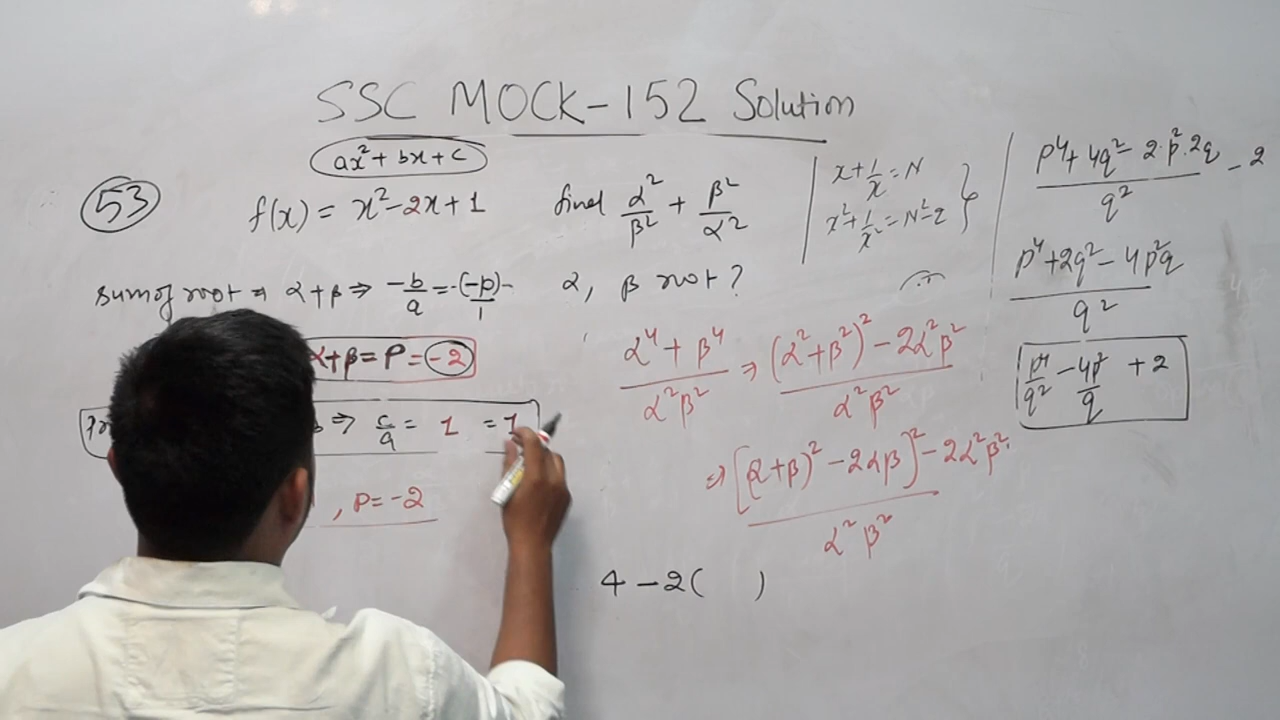 SSC MOCK-152 Solution
ax² + bx + c
53
f(x) = x² - 2x + 1
find α²/β² + β²/α²
x + 1/x = N
x² + 1/x² = N² - 2
sum of root ⇒ α+β ⇒ -b/a = -(-p)/1
α, β root?
α+β = P = -2
⇒ c/a = 1 = 1
, P = -2
(α⁴ + β⁴)/(α²β²) ⇒ ((α² + β²)² - 2α²β²)/(α²β²)
⇒ ([(α+β)² - 2αβ]² - 2α²β²)/(α²β²)
4 - 2( )
(p⁴ + 4q² - 2·p²·2q)/q² - 2
(p⁴ + 2q² - 4p²q)/q²
p⁴/q² - 4p²/q + 2